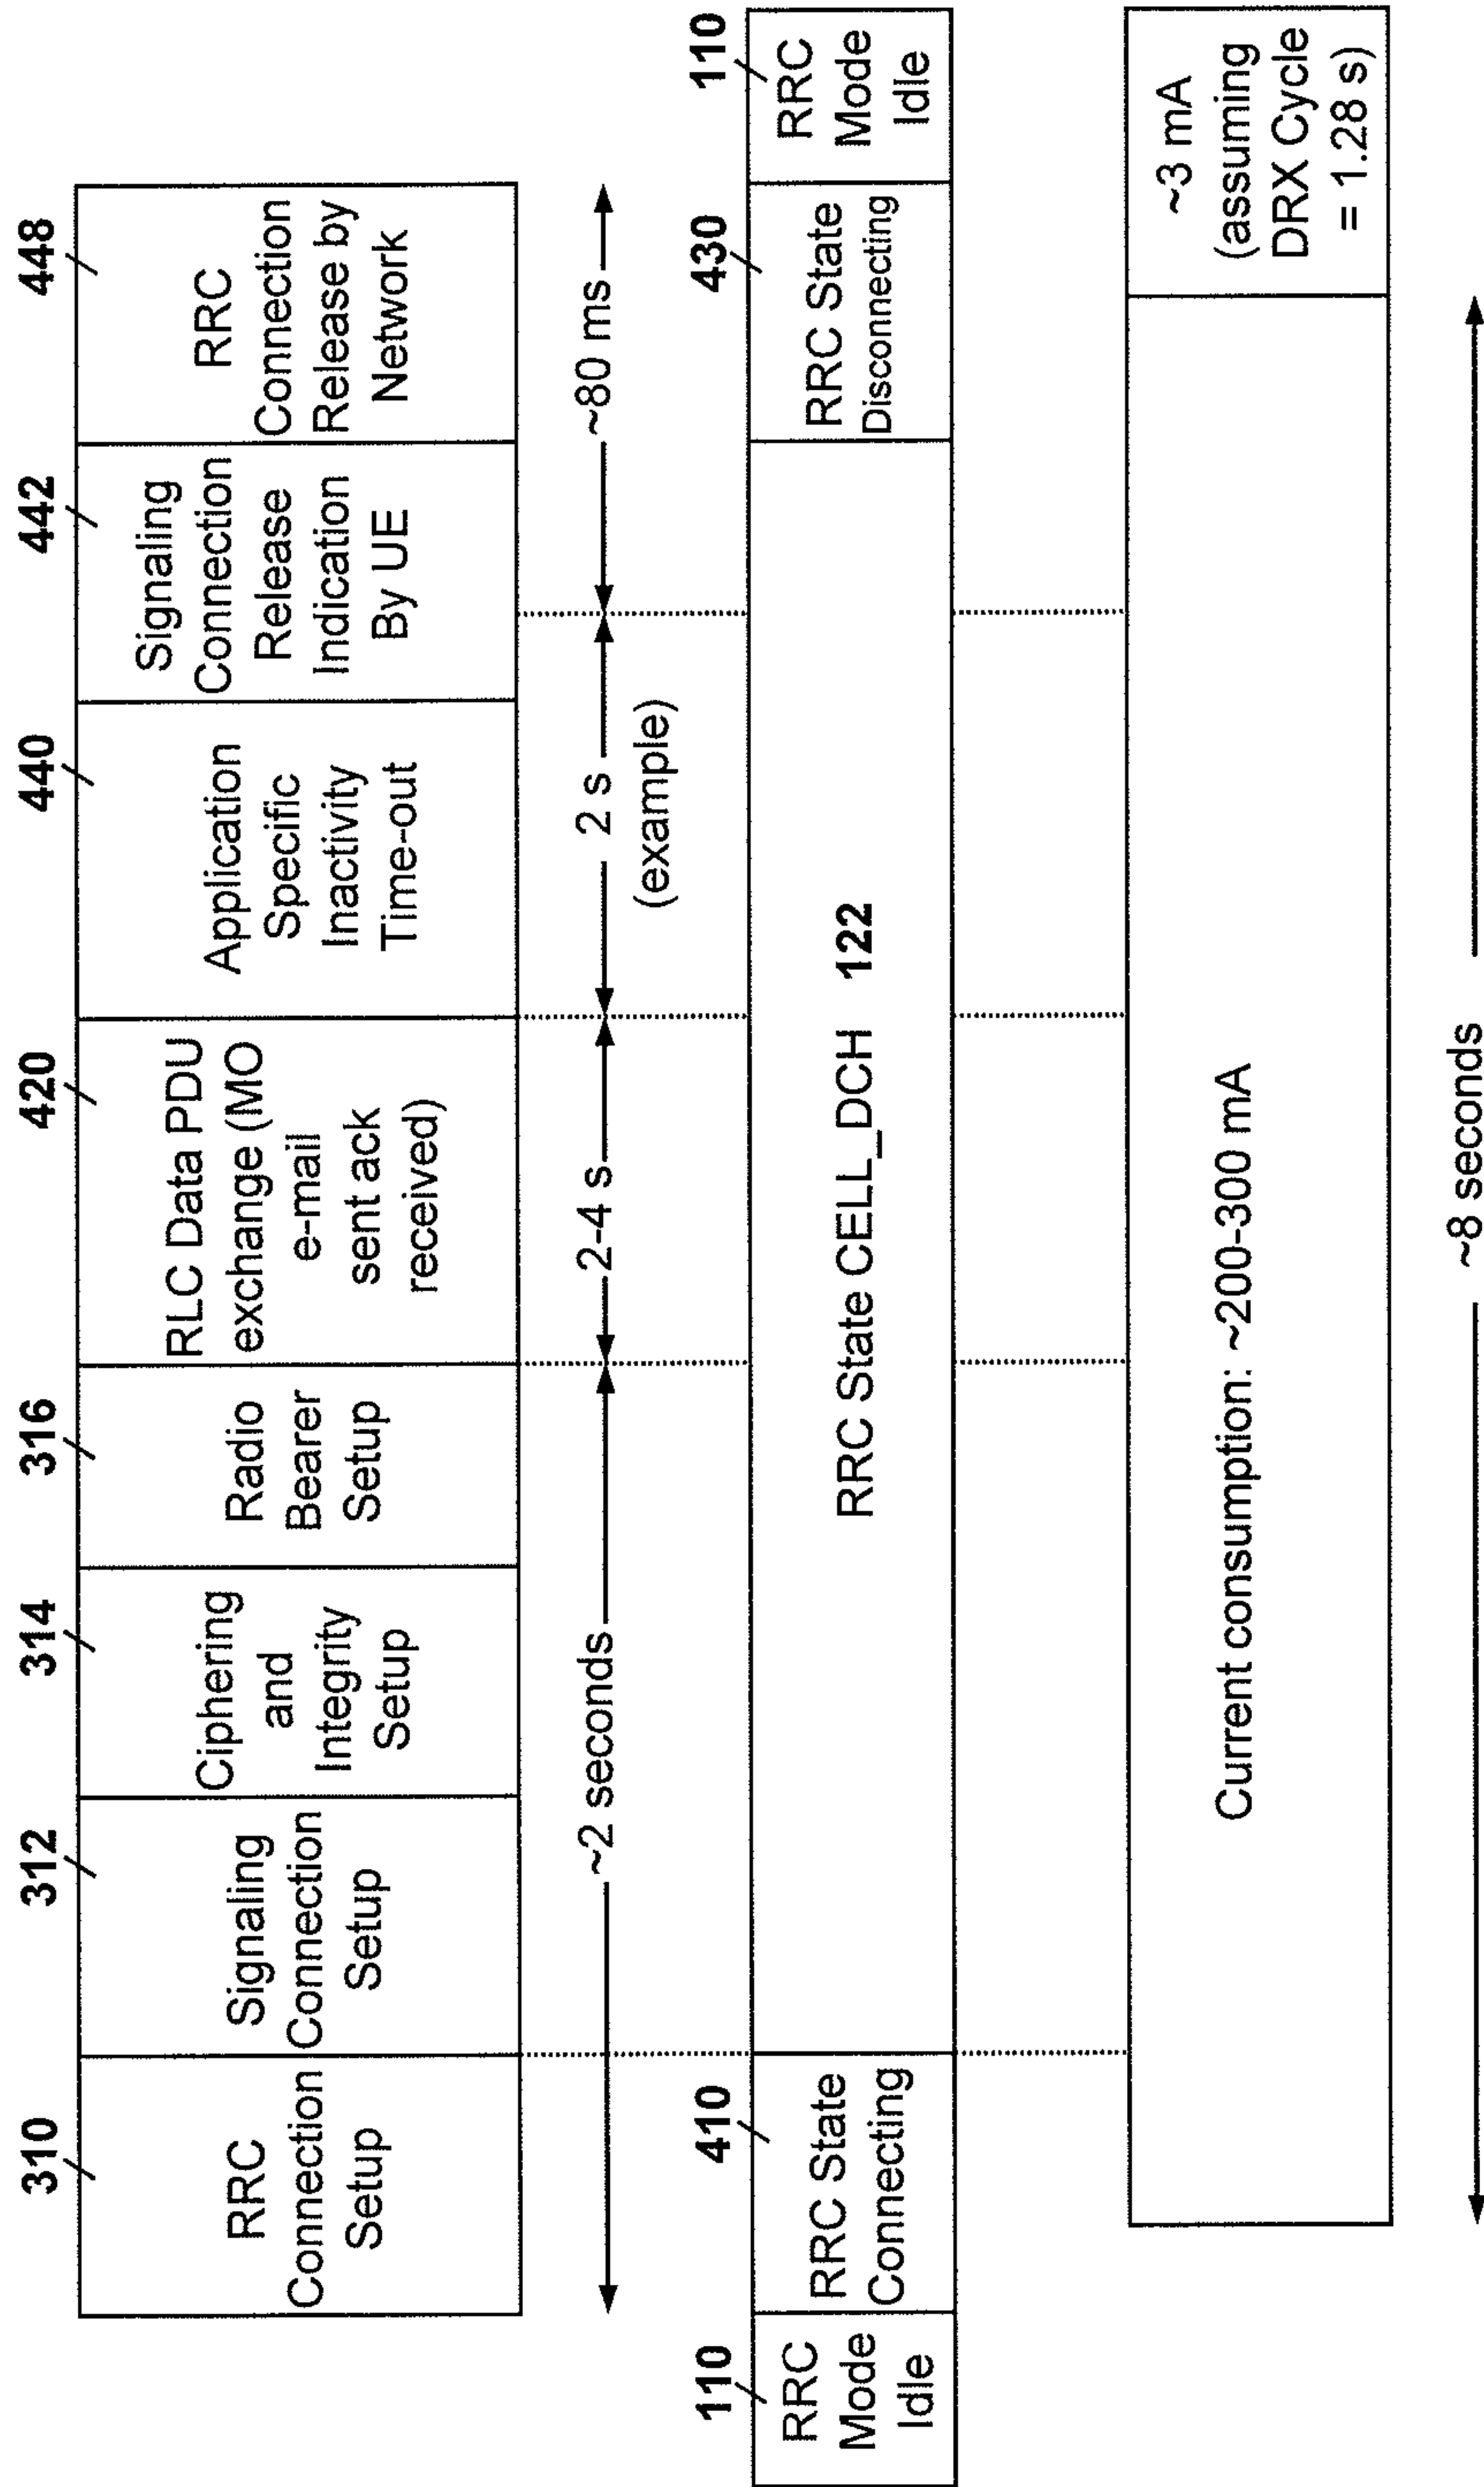 310
RRC
Connection
Setup
312
Signaling
Connection
Setup
314
Ciphering
and
Integrity
Setup
316
Radio
Bearer
Setup
420
RLC Data PDU
exchange (MO
e-mail
sent ack
received)
440
Application
Specific
Inactivity
Time-out
442
Signaling
Connection
Release
Indication
By UE
448
RRC
Connection
Release by
Network
~2 seconds
2-4 s
2 s
(example)
~80 ms
110
RRC
Mode
Idle
410
RRC State
Connecting
RRC State CELL_DCH 122
430
RRC State
Disconnecting
110
RRC
Mode
Idle
Current consumption: ~200-300 mA
~3 mA
(assuming
DRX Cycle
= 1.28 s)
~8 seconds